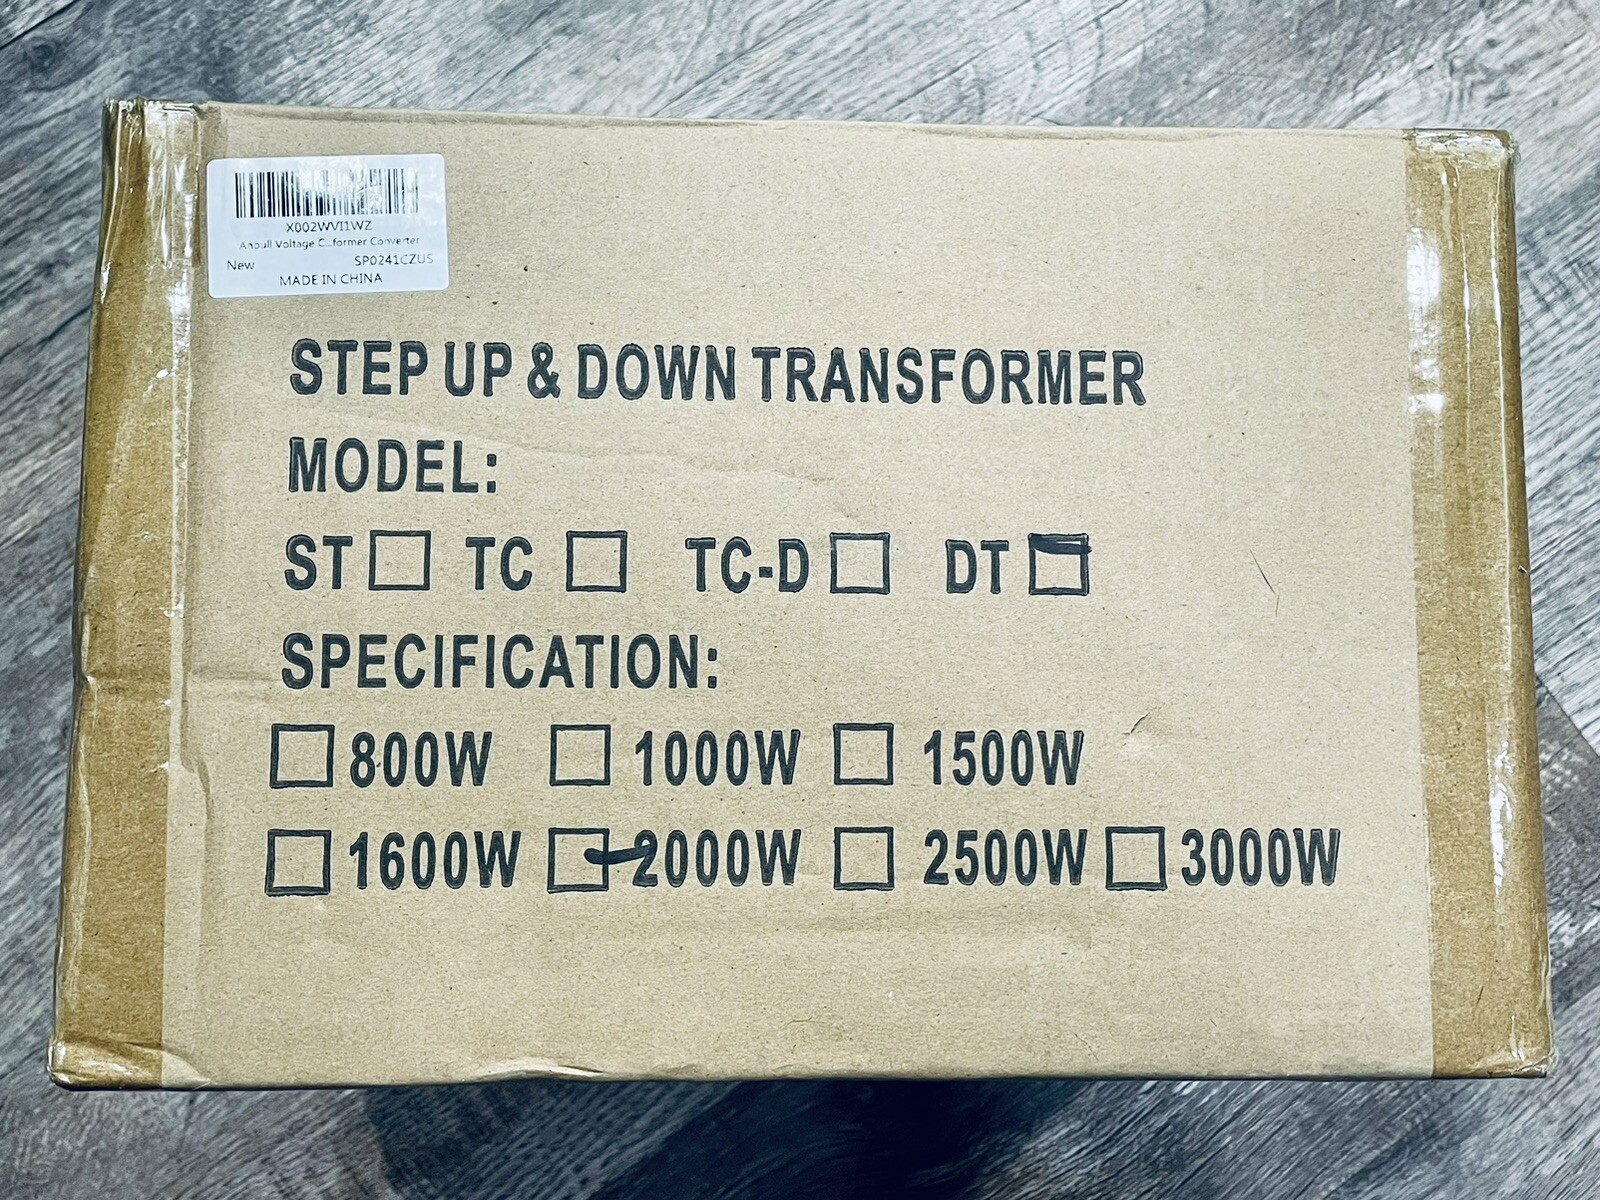 X002WVI1WZ
Anbull Voltage C...former Converter
New SP0241CZUS
MADE IN CHINA
STEP UP & DOWN TRANSFORMER
MODEL:
ST TC TC-D DT
SPECIFICATION:
800W 1000W 1500W
1600W 2000W 2500W 3000W